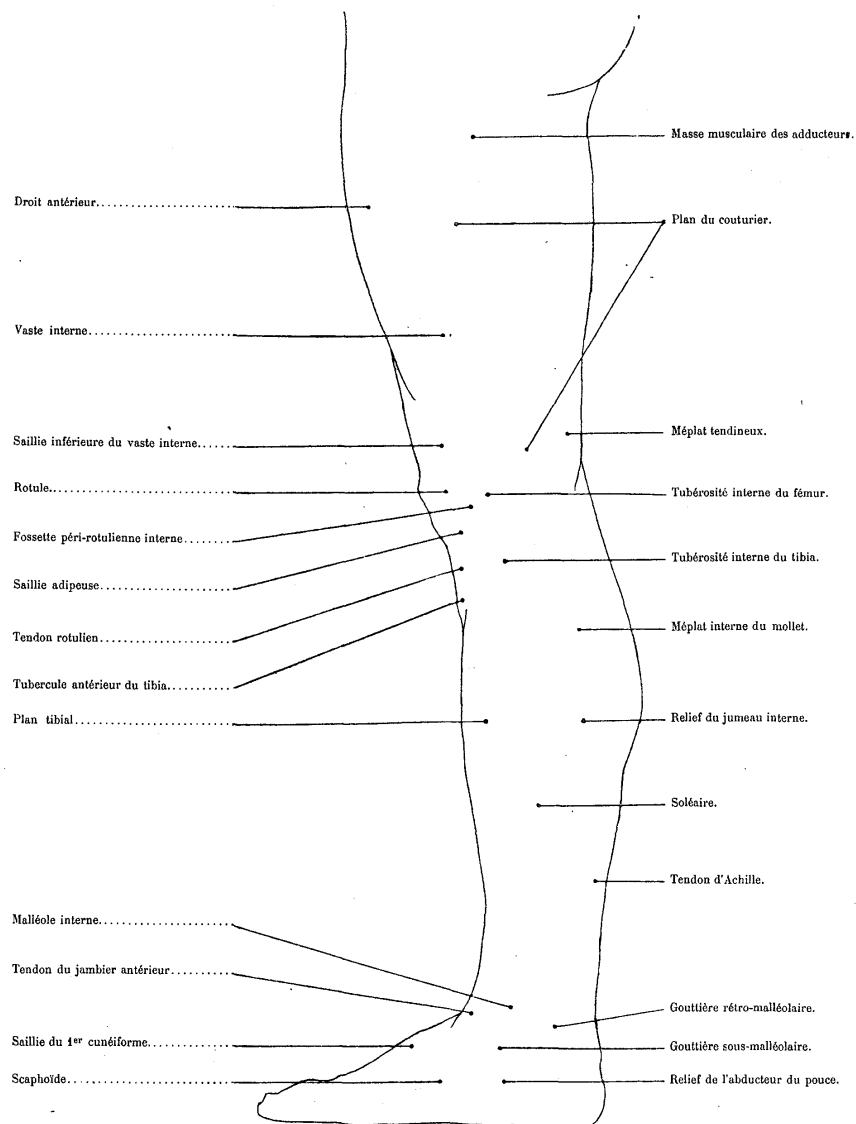 Droit antérieur
Vaste interne
Saillie inférieure du vaste interne
Rotule
Fossette péri-rotulienne interne
Saillie adipeuse
Tendon rotulien
Tubercule antérieur du tibia
Plan tibial
Malléole interne
Tendon du jambier antérieur
Saillie du 1er cunéiforme
Scaphoïde
Masse musculaire des adducteurs.
Plan du couturier.
Méplat tendineux.
Tubérosité interne du fémur.
Tubérosité interne du tibia.
Méplat interne du mollet.
Relief du jumeau interne.
Soléaire.
Tendon d'Achille.
Gouttière rétro-malléolaire.
Gouttière sous-malléolaire.
Relief de l'abducteur du pouce.